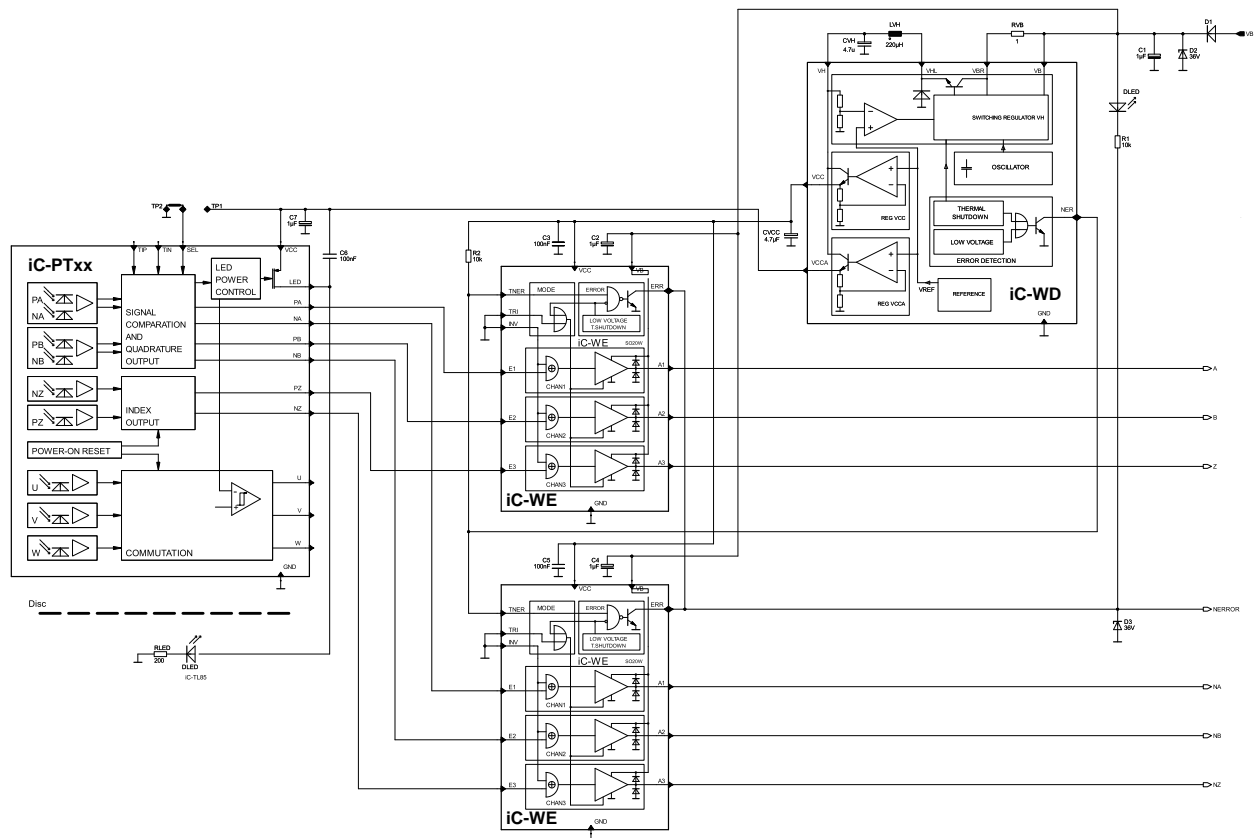 LVH
220µH
CVH
4.7u
RVB
1
D1
VB
C1
1µF
D2
36V
VH
VHL
VBR
VB
DLED
SWITCHING REGULATOR VH
R1
10k
OSCILLATOR
VCC
REG VCC
THERMAL
SHUTDOWN
NER
LOW VOLTAGE
ERROR DETECTION
CVCC
4.7µF
VCCA
REG VCCA
VREF
REFERENCE
iC-WD
GND
TP2
TP1
C7
1µF
C6
100nF
R2
10k
C3
100nF
C2
1µF
iC-PTxx
TIP
TIN
SEL
VCC
LED
POWER
CONTROL
LED
PA
NA
PB
NB
NZ
PZ
SIGNAL
COMPARATION
AND
QUADRATURE
OUTPUT
INDEX
OUTPUT
PA
NA
PB
NB
PZ
NZ
POWER-ON RESET
U
V
W
COMMUTATION
U
V
W
GND
Disc
RLED
200
DLED
iC-TL85
VCC
VB
TNER
TRI
INV
MODE
ERROR
ERR
LOW VOLTAGE
T.SHUTDOWN
iC-WE
SO20W
E1
CHAN1
A1
A
E2
CHAN2
A2
B
E3
CHAN3
A3
Z
GND
iC-WE
C5
100nF
C4
1µF
VCC
VB
TNER
TRI
INV
MODE
ERROR
ERR
NERROR
D3
36V
LOW VOLTAGE
T.SHUTDOWN
iC-WE
SO20W
E1
CHAN1
A1
NA
E2
CHAN2
A2
NB
E3
CHAN3
A3
NZ
GND
iC-WE